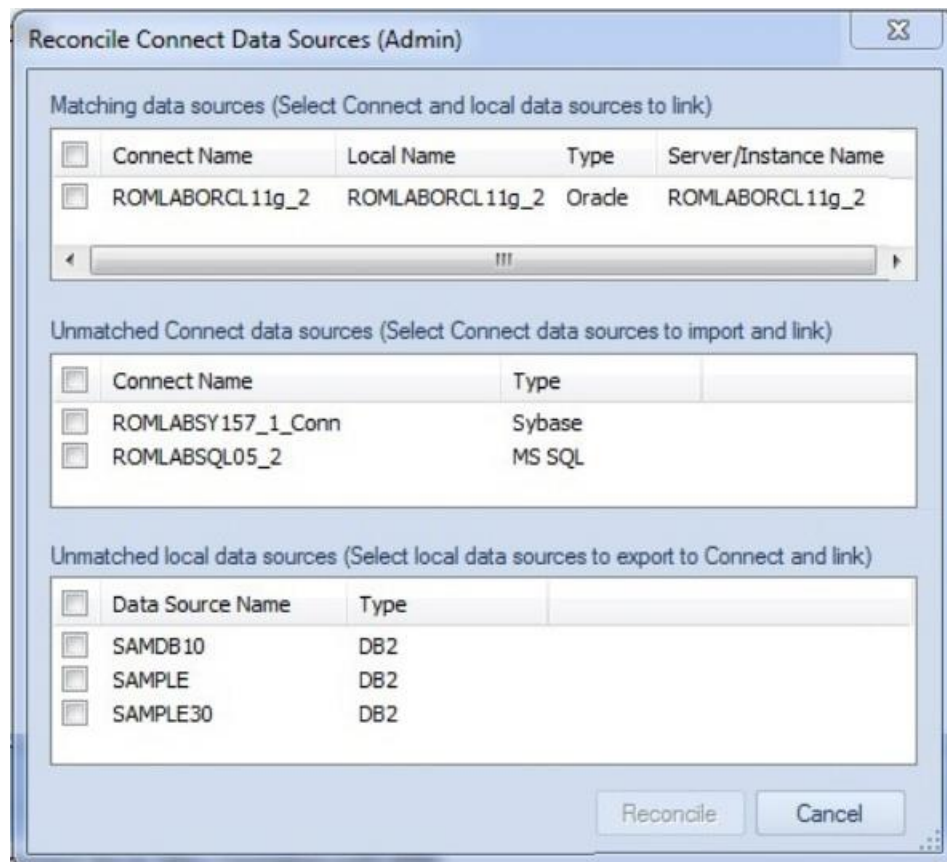 Reconcile Connect Data Sources (Admin)
Matching data sources (Select Connect and local data sources to link)
Connect Name Local Name Type Server/Instance Name
ROMLABORCL11g_2 ROMLABORCL11g_2 Oracle ROMLABORCL11g_2
Unmatched Connect data sources (Select Connect data sources to import and link)
Connect Name Type
ROMLABSY157_1_Conn Sybase
ROMLABSQL05_2 MS SQL
Unmatched local data sources (Select local data sources to export to Connect and link)
Data Source Name Type
SAMDB10 DB2
SAMPLE DB2
SAMPLE30 DB2
Reconcile Cancel